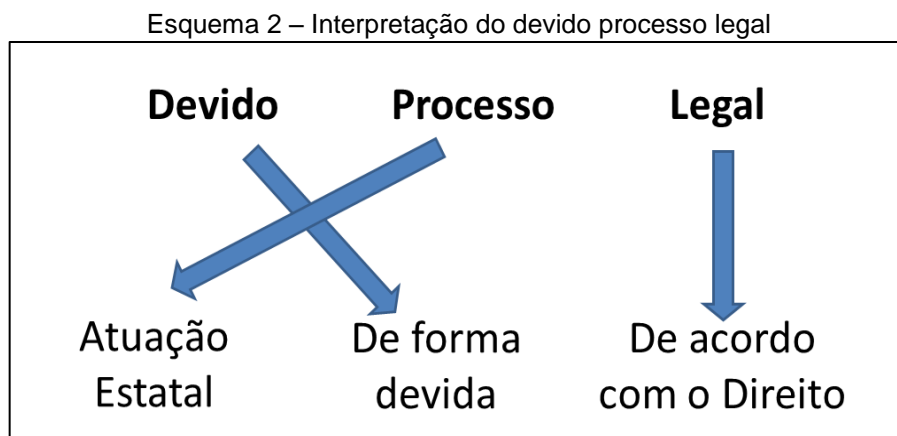 Esquema 2 – Interpretação do devido processo legal
Devido Processo Legal
Atuação De forma De acordo
Estatal devida com o Direito